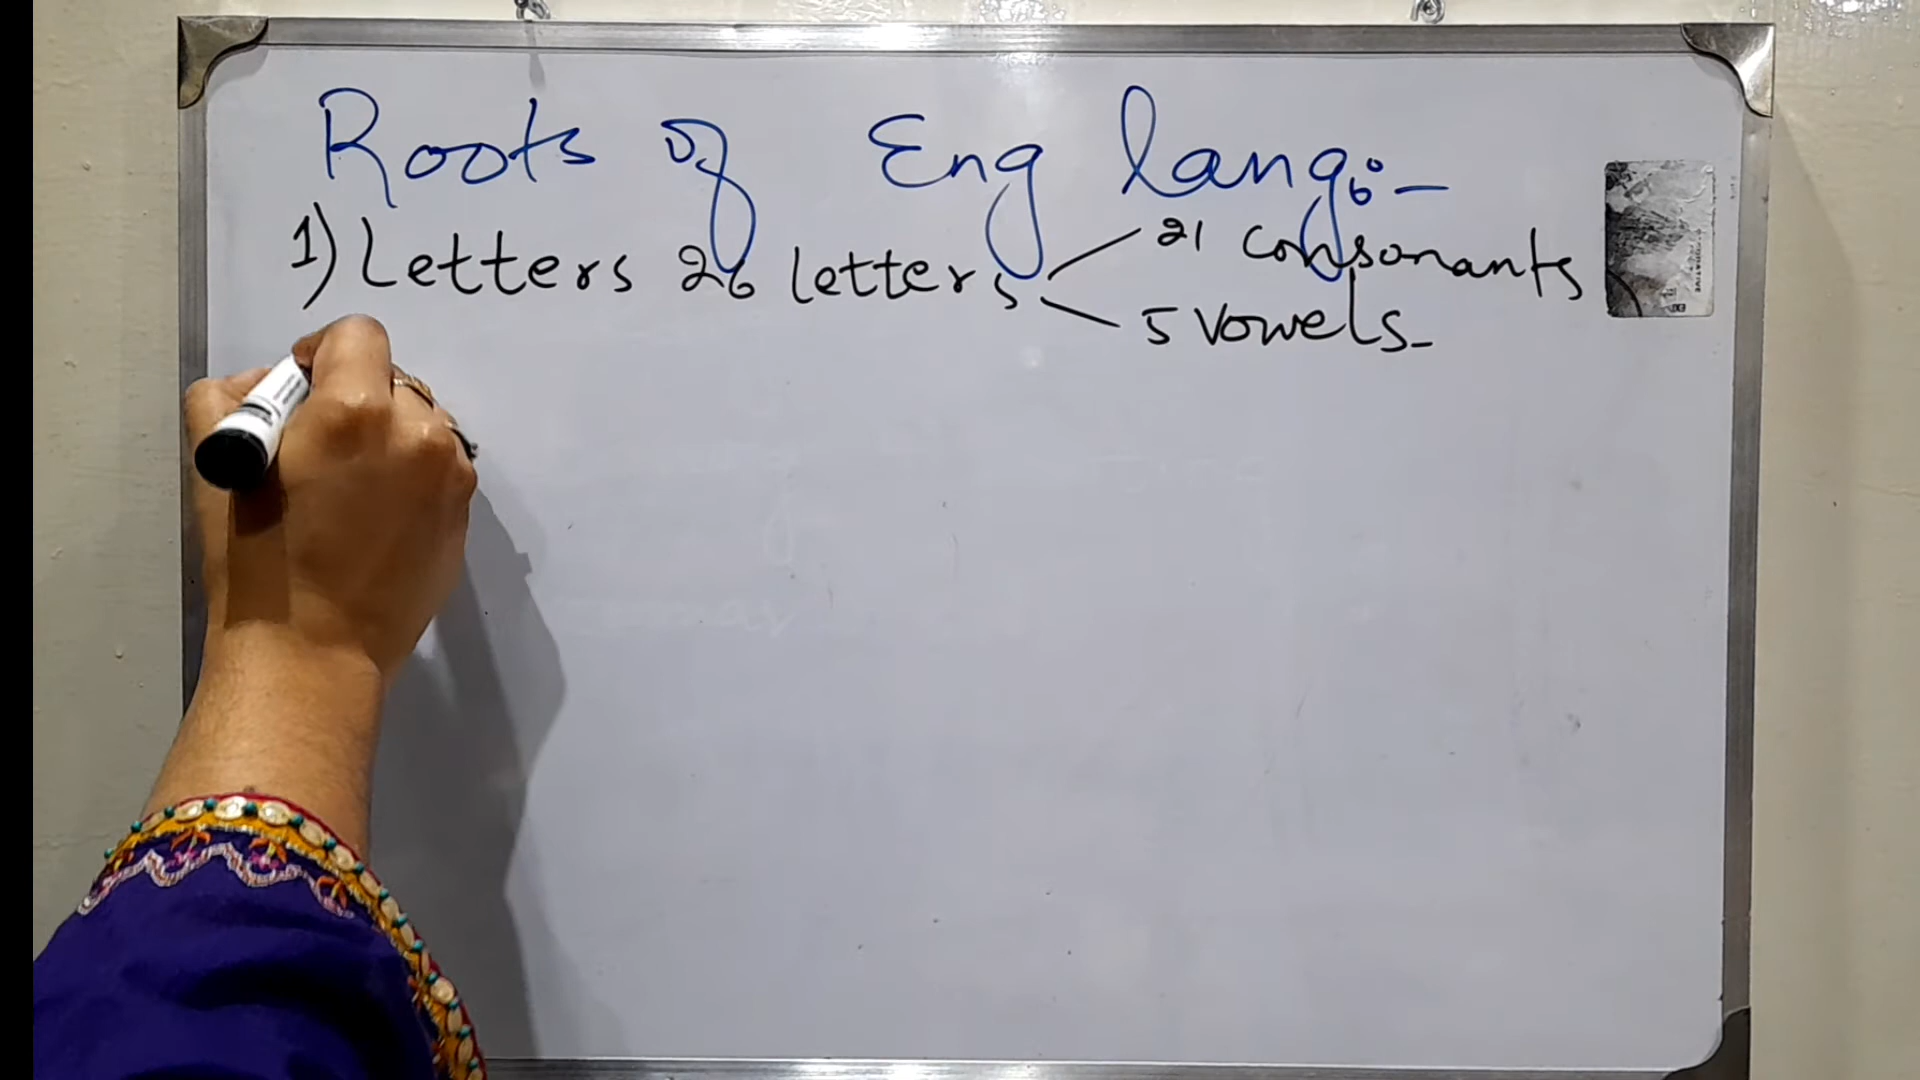 Roots of Eng lang:-
1) Letters 26 letters 21 consonants
5 vowels-